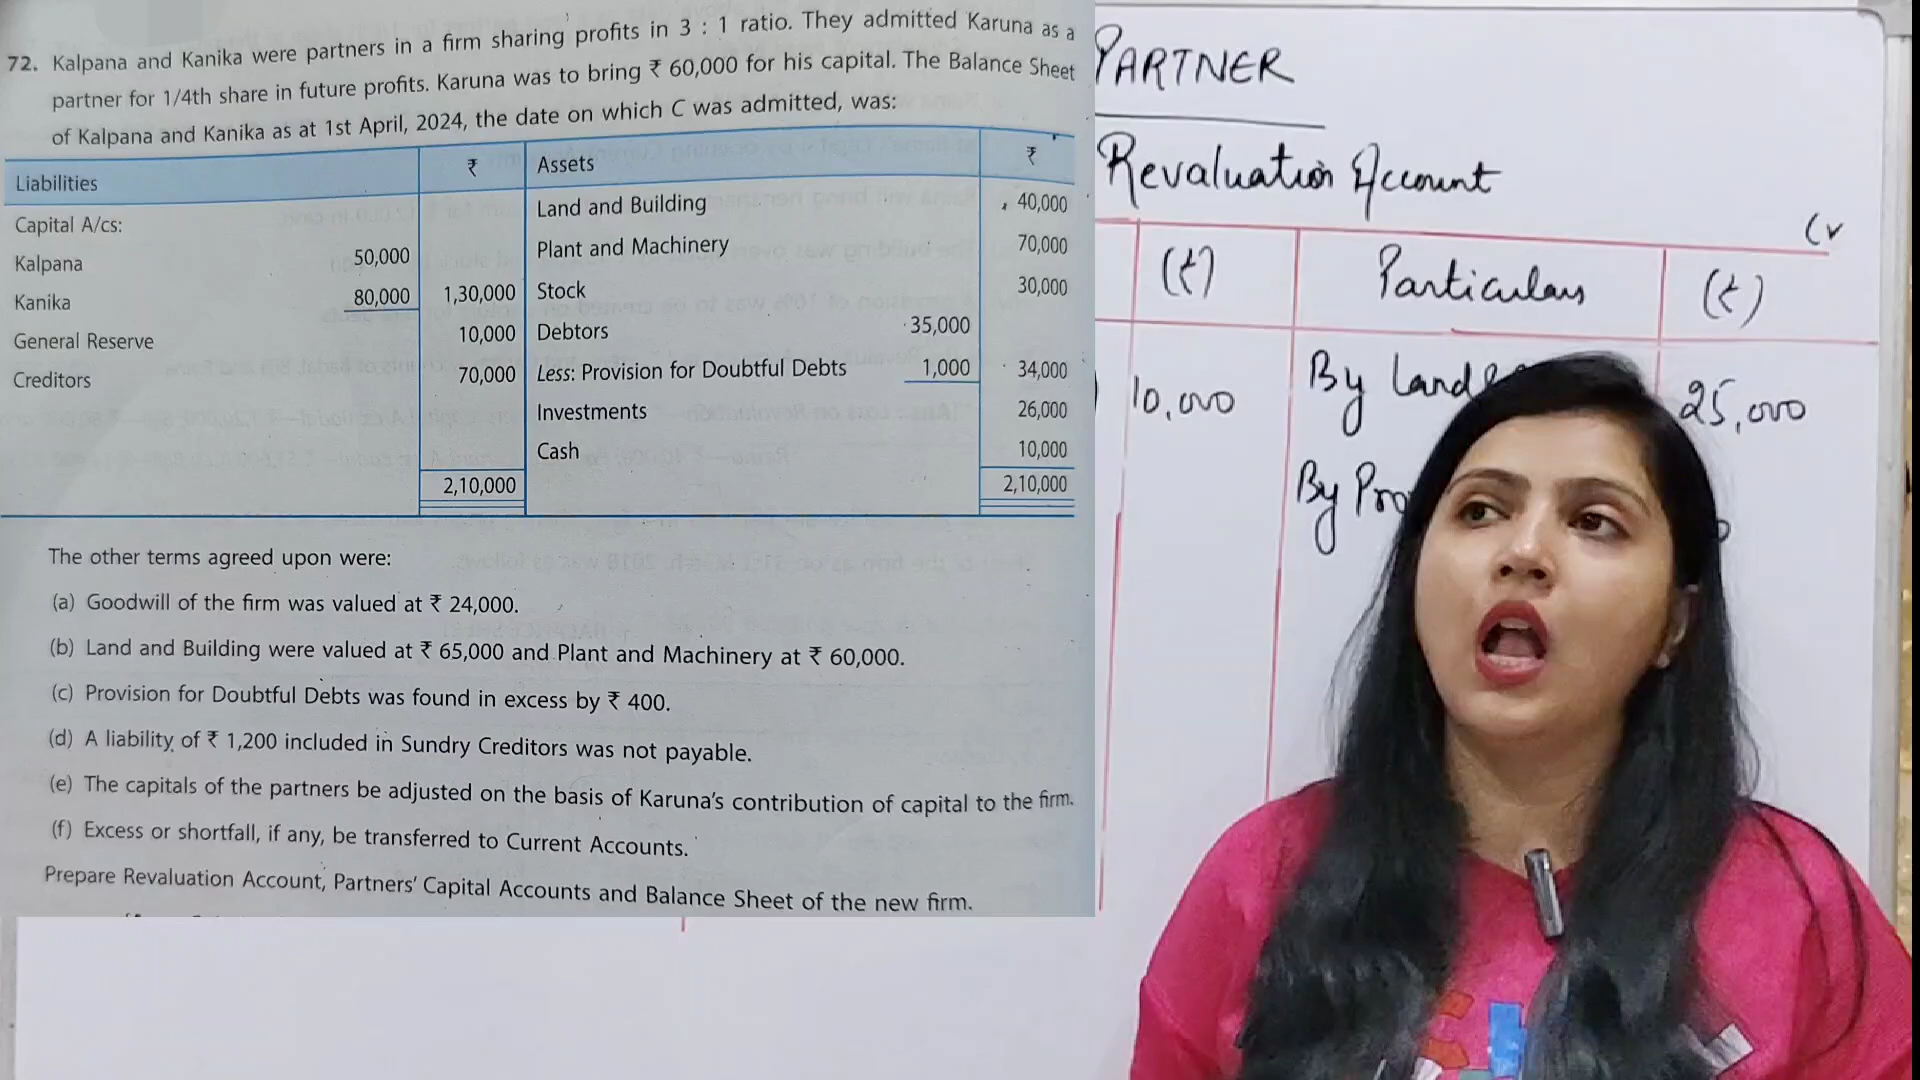 72. Kalpana and Kanika were partners in a firm sharing profits in 3 : 1 ratio. They admitted Karuna as a
partner for 1/4th share in future profits. Karuna was to bring ₹ 60,000 for his capital. The Balance Sheet
of Kalpana and Kanika as at 1st April, 2024, the date on which C was admitted, was:
Liabilities ₹ Assets ₹
Capital A/cs: Land and Building 40,000
Kalpana 50,000 Plant and Machinery 70,000
Kanika 80,000 1,30,000 Stock 30,000
General Reserve 10,000 Debtors 35,000
Creditors 70,000 Less: Provision for Doubtful Debts 1,000 34,000
Investments 26,000
Cash 10,000
2,10,000 2,10,000
The other terms agreed upon were:
(a) Goodwill of the firm was valued at ₹ 24,000.
(b) Land and Building were valued at ₹ 65,000 and Plant and Machinery at ₹ 60,000.
(c) Provision for Doubtful Debts was found in excess by ₹ 400.
(d) A liability of ₹ 1,200 included in Sundry Creditors was not payable.
(e) The capitals of the partners be adjusted on the basis of Karuna's contribution of capital to the firm.
(f) Excess or shortfall, if any, be transferred to Current Accounts.
Prepare Revaluation Account, Partners' Capital Accounts and Balance Sheet of the new firm.
PARTNER
Revaluation Account
(₹) Particulars (₹)
10,000 By Land 25,000
By